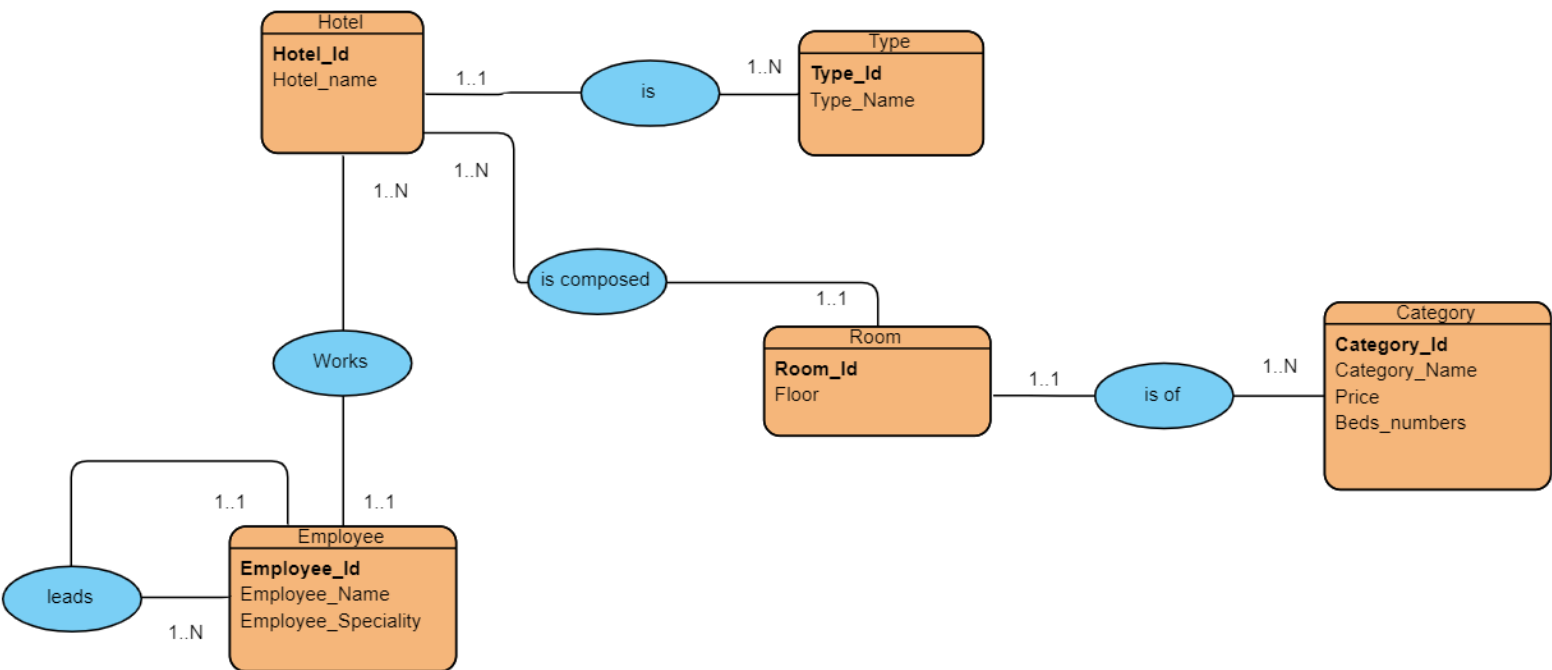 Hotel
Hotel_Id
Hotel_name
1..1
is
1..N
Type
Type_Id
Type_Name
1..N
1..N
is composed
1..1
Room
Room_Id
Floor
1..1
is of
1..N
Category
Category_Id
Category_Name
Price
Beds_numbers
Works
1..1
1..1
Employee
Employee_Id
Employee_Name
Employee_Speciality
leads
1..N